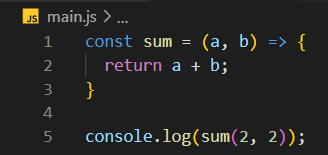 JS main.js > ...
1 const sum = (a, b) => {
2   return a + b;
3 }
4
5 console.log(sum(2, 2));